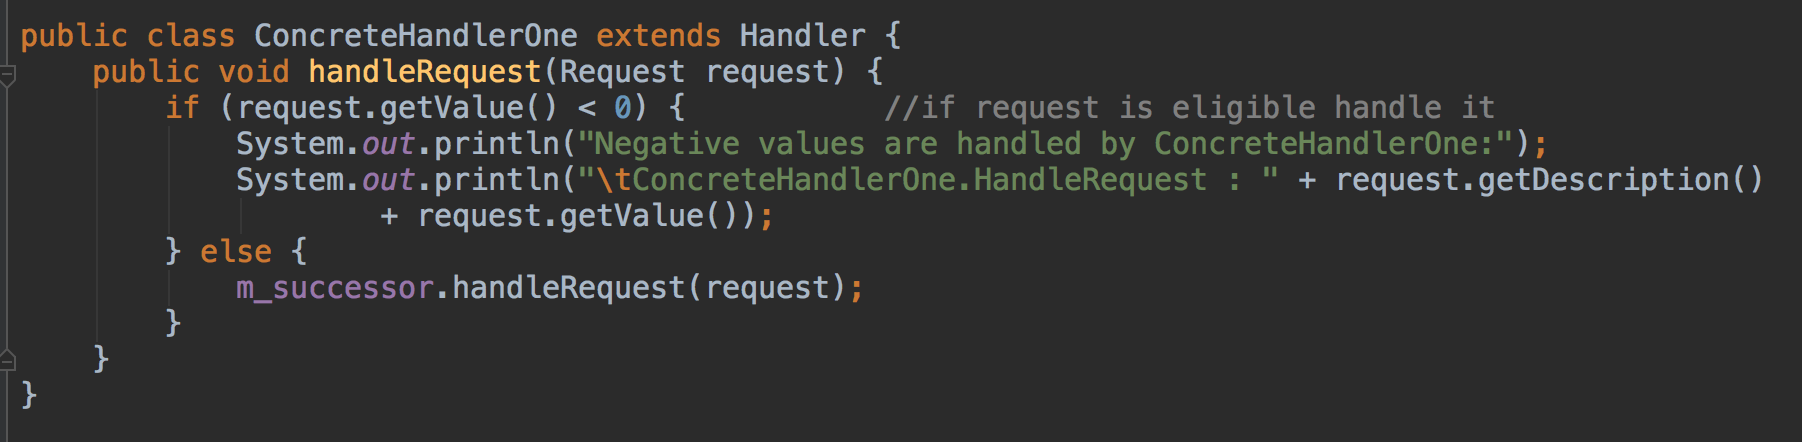 public class ConcreteHandlerOne extends Handler {
    public void handleRequest(Request request) {
        if (request.getValue() < 0) {           //if request is eligible handle it
            System.out.println("Negative values are handled by ConcreteHandlerOne:");
            System.out.println("\tConcreteHandlerOne.HandleRequest : " + request.getDescription()
                    + request.getValue());
        } else {
            m_successor.handleRequest(request);
        }
    }
}